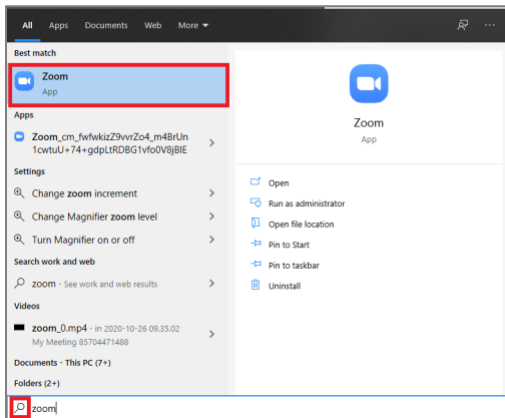 All Apps Documents Web More
Best match
Zoom
App
Apps
Zoom_cm_fwfwkizZ9vvrZo4_m4BrUn
1cwtuU+74+gdpLtRDBG1vfo0V8jBIE
Settings
Change zoom increment
Change Magnifier zoom level
Turn Magnifier on or off
Search work and web
zoom - See work and web results
Videos
zoom_0.mp4 - in 2020-10-26 09.35.02
My Meeting 85704471488
Documents - This PC (7+)
Folders (2+)
zoom
Zoom
App
Open
Run as administrator
Open file location
Pin to Start
Pin to taskbar
Uninstall